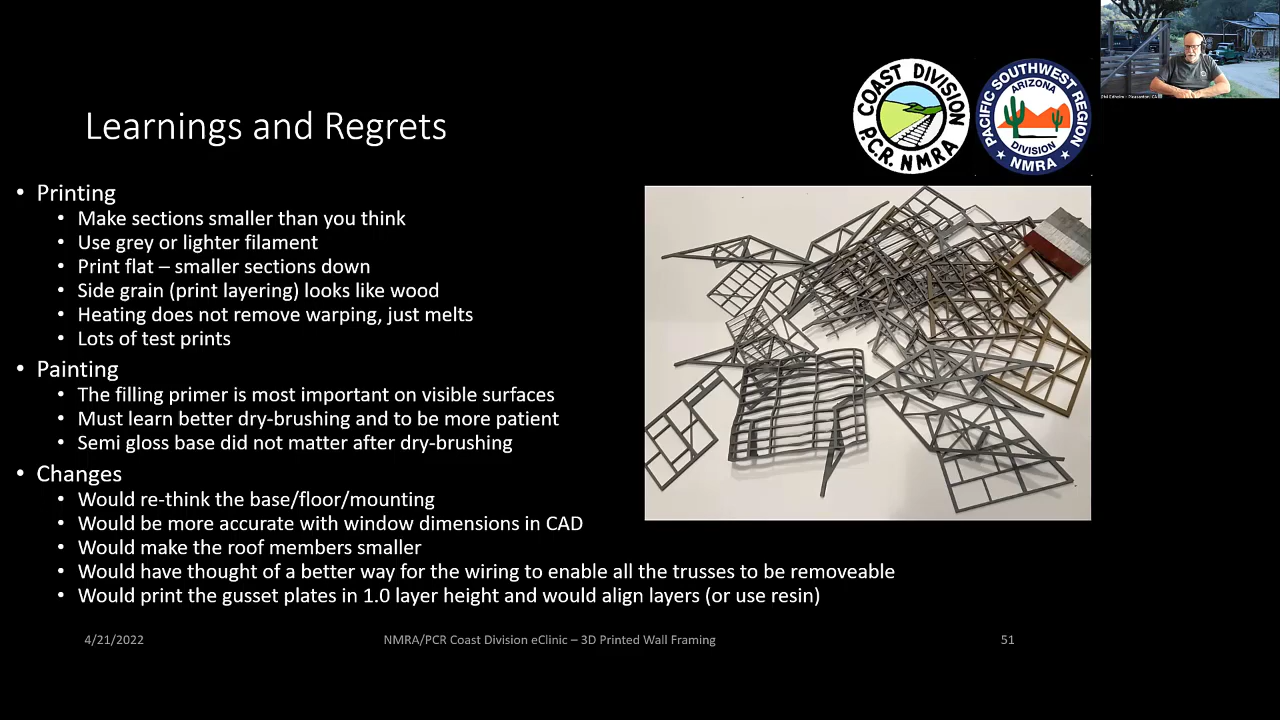 COAST DIVISION
P.C.R. NMRA
PACIFIC SOUTHWEST REGION
ARIZONA
DIVISION
NMRA
Learnings and Regrets
• Printing
• Make sections smaller than you think
• Use grey or lighter filament
• Print flat – smaller sections down
• Side grain (print layering) looks like wood
• Heating does not remove warping, just melts
• Lots of test prints
• Painting
• The filling primer is most important on visible surfaces
• Must learn better dry-brushing and to be more patient
• Semi gloss base did not matter after dry-brushing
• Changes
• Would re-think the base/floor/mounting
• Would be more accurate with window dimensions in CAD
• Would make the roof members smaller
• Would have thought of a better way for the wiring to enable all the trusses to be removeable
• Would print the gusset plates in 1.0 layer height and would align layers (or use resin)
4/21/2022
NMRA/PCR Coast Division eClinic – 3D Printed Wall Framing
51